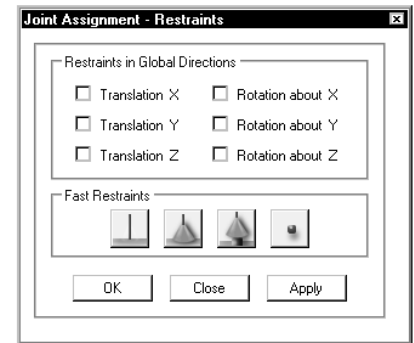 Joint Assignment - Restraints
Restraints in Global Directions
Translation X Rotation about X
Translation Y Rotation about Y
Translation Z Rotation about Z
Fast Restraints
OK Close Apply